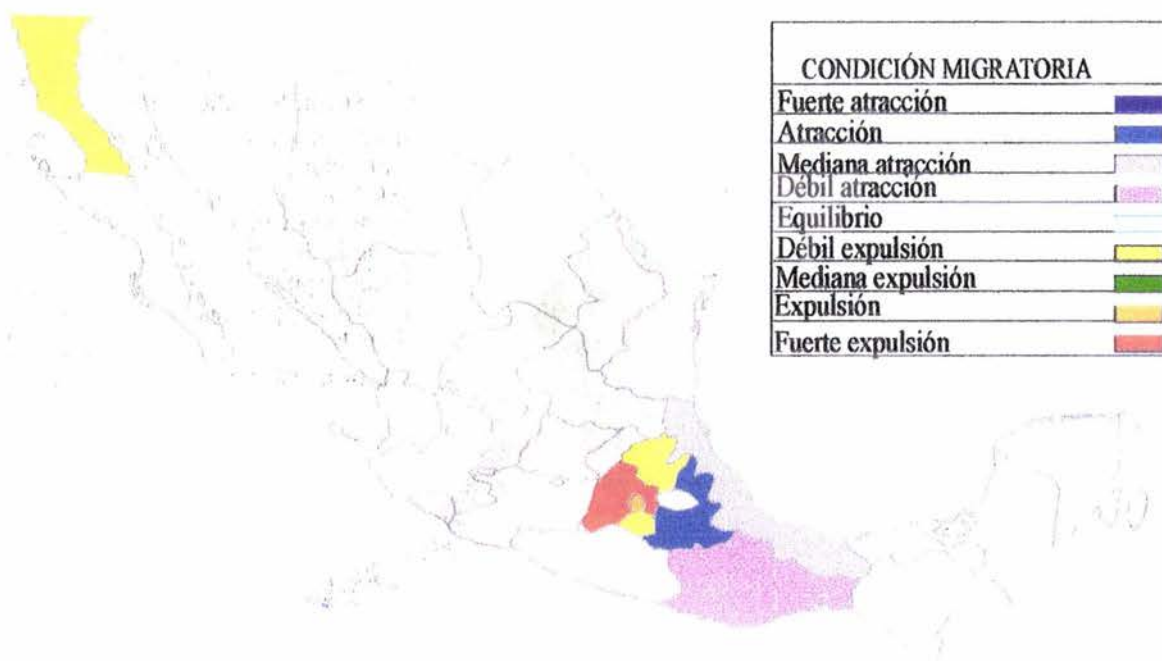 CONDICIÓN MIGRATORIA
Fuerte atracción
Atracción
Mediana atracción
Débil atracción
Equilibrio
Débil expulsión
Mediana expulsión
Expulsión
Fuerte expulsión